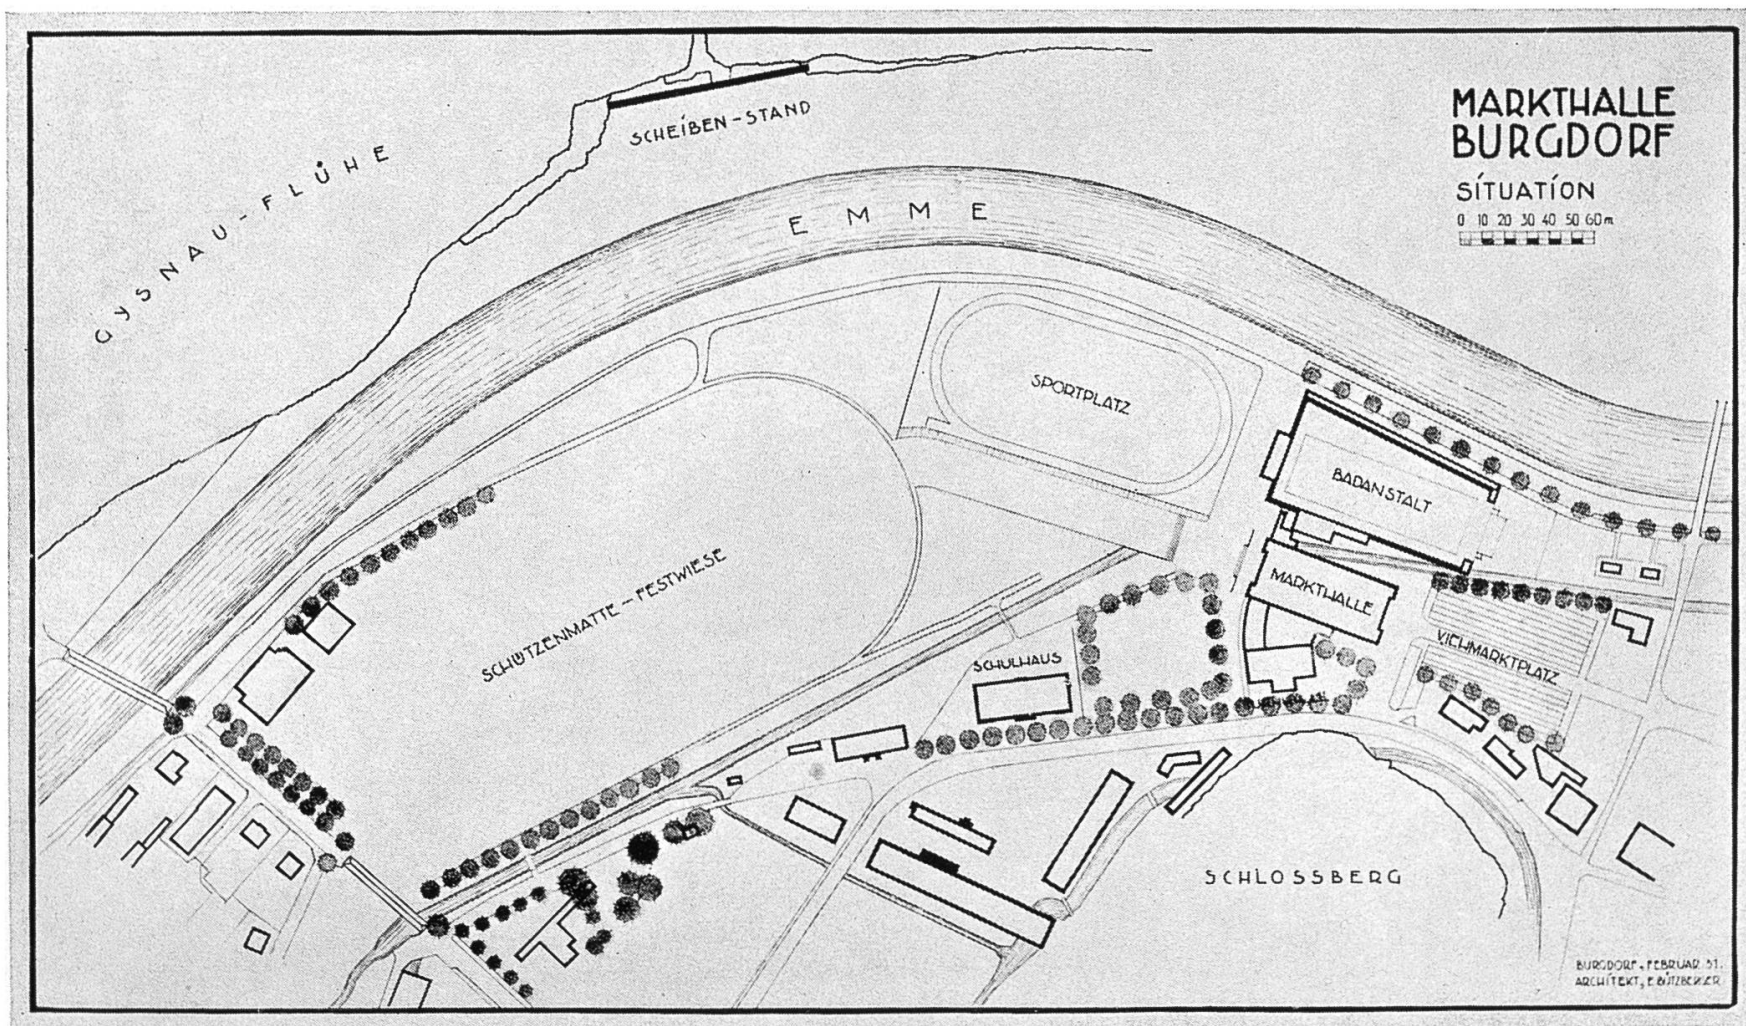 MARKTHALLE
BURGDORF
SITUATION
0 10 20 30 40 50 60 m
SCHEIBEN-STAND
GYSNAU-FLÜHE
EMME
SPORTPLATZ
BADANSTALT
MARKTHALLE
SCHÜTZENMATTE - FESTWIESE
SCHULHAUS
VIEHMARKTPLATZ
SCHLOSSBERG
BURGDORF, FEBRUAR 31.
ARCHITEKT, E. BÜTZBERGER